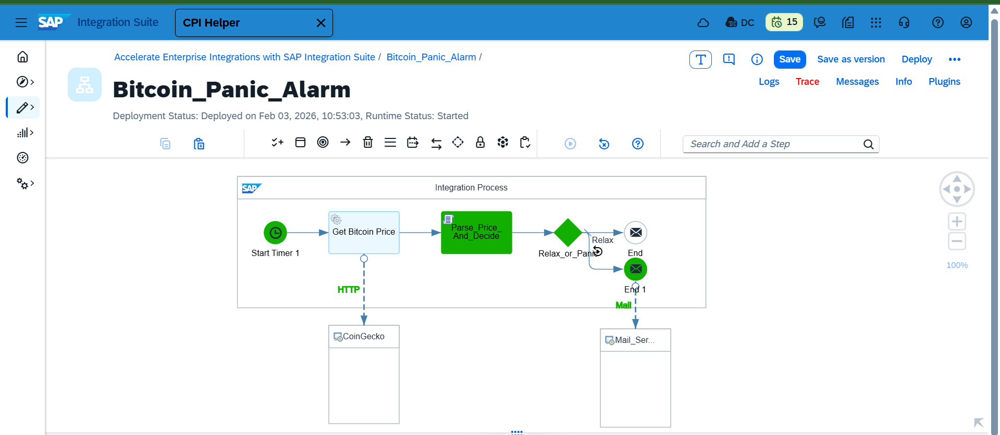 SAP Integration Suite CPI Helper DC 15
Accelerate Enterprise Integrations with SAP Integration Suite / Bitcoin_Panic_Alarm /
Save Save as version Deploy
Bitcoin_Panic_Alarm
Logs Trace Messages Info Plugins
Deployment Status: Deployed on Feb 03, 2026, 10:53:03, Runtime Status: Started
Search and Add a Step
SAP Integration Process
Start Timer 1
Get Bitcoin Price
Parse_Price_
And_Decide
Relax_or_Panic
Relax
End
End 1
HTTP
Mail
CoinGecko
Mail_Ser...
100%